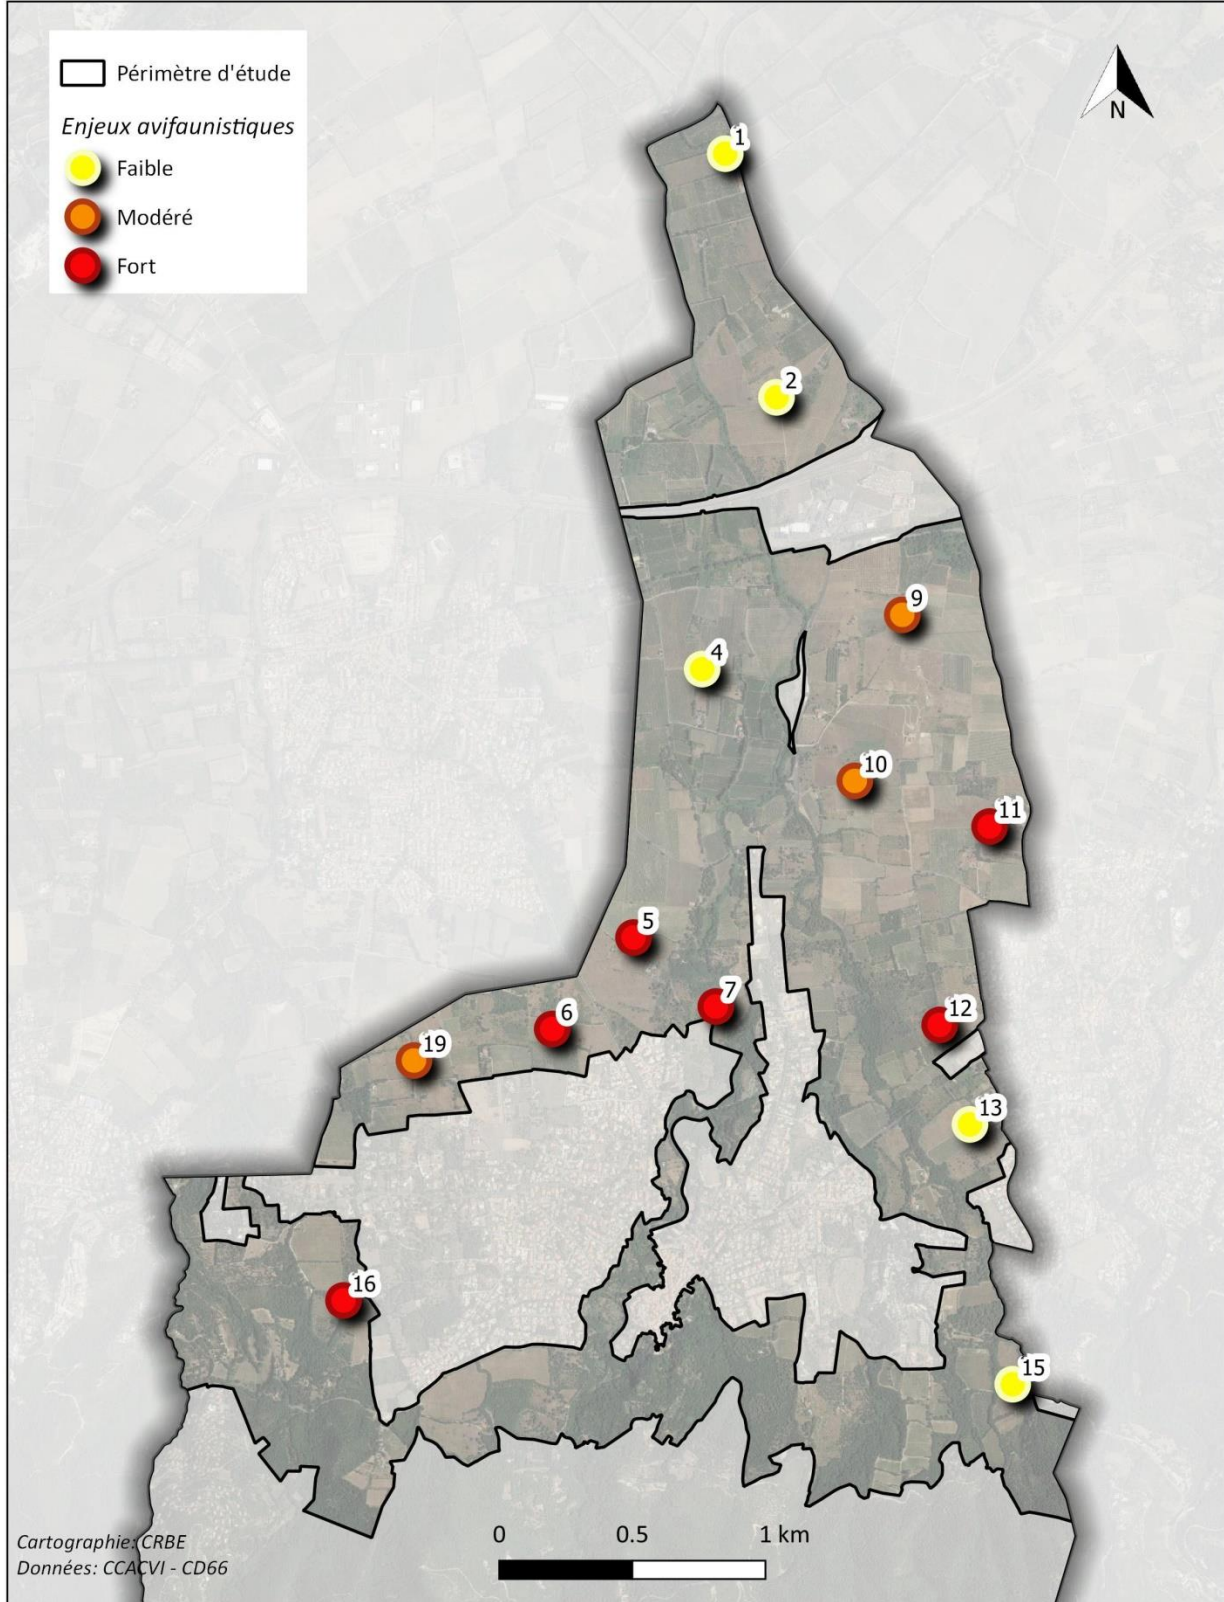 Périmètre d'étude
Enjeux avifaunistiques
Faible
Modéré
Fort
N
1
2
9
4
10
11
5
7
6
12
19
13
16
15
0 0.5 1 km
Cartographie: CRBE
Données: CCACVI - CD66